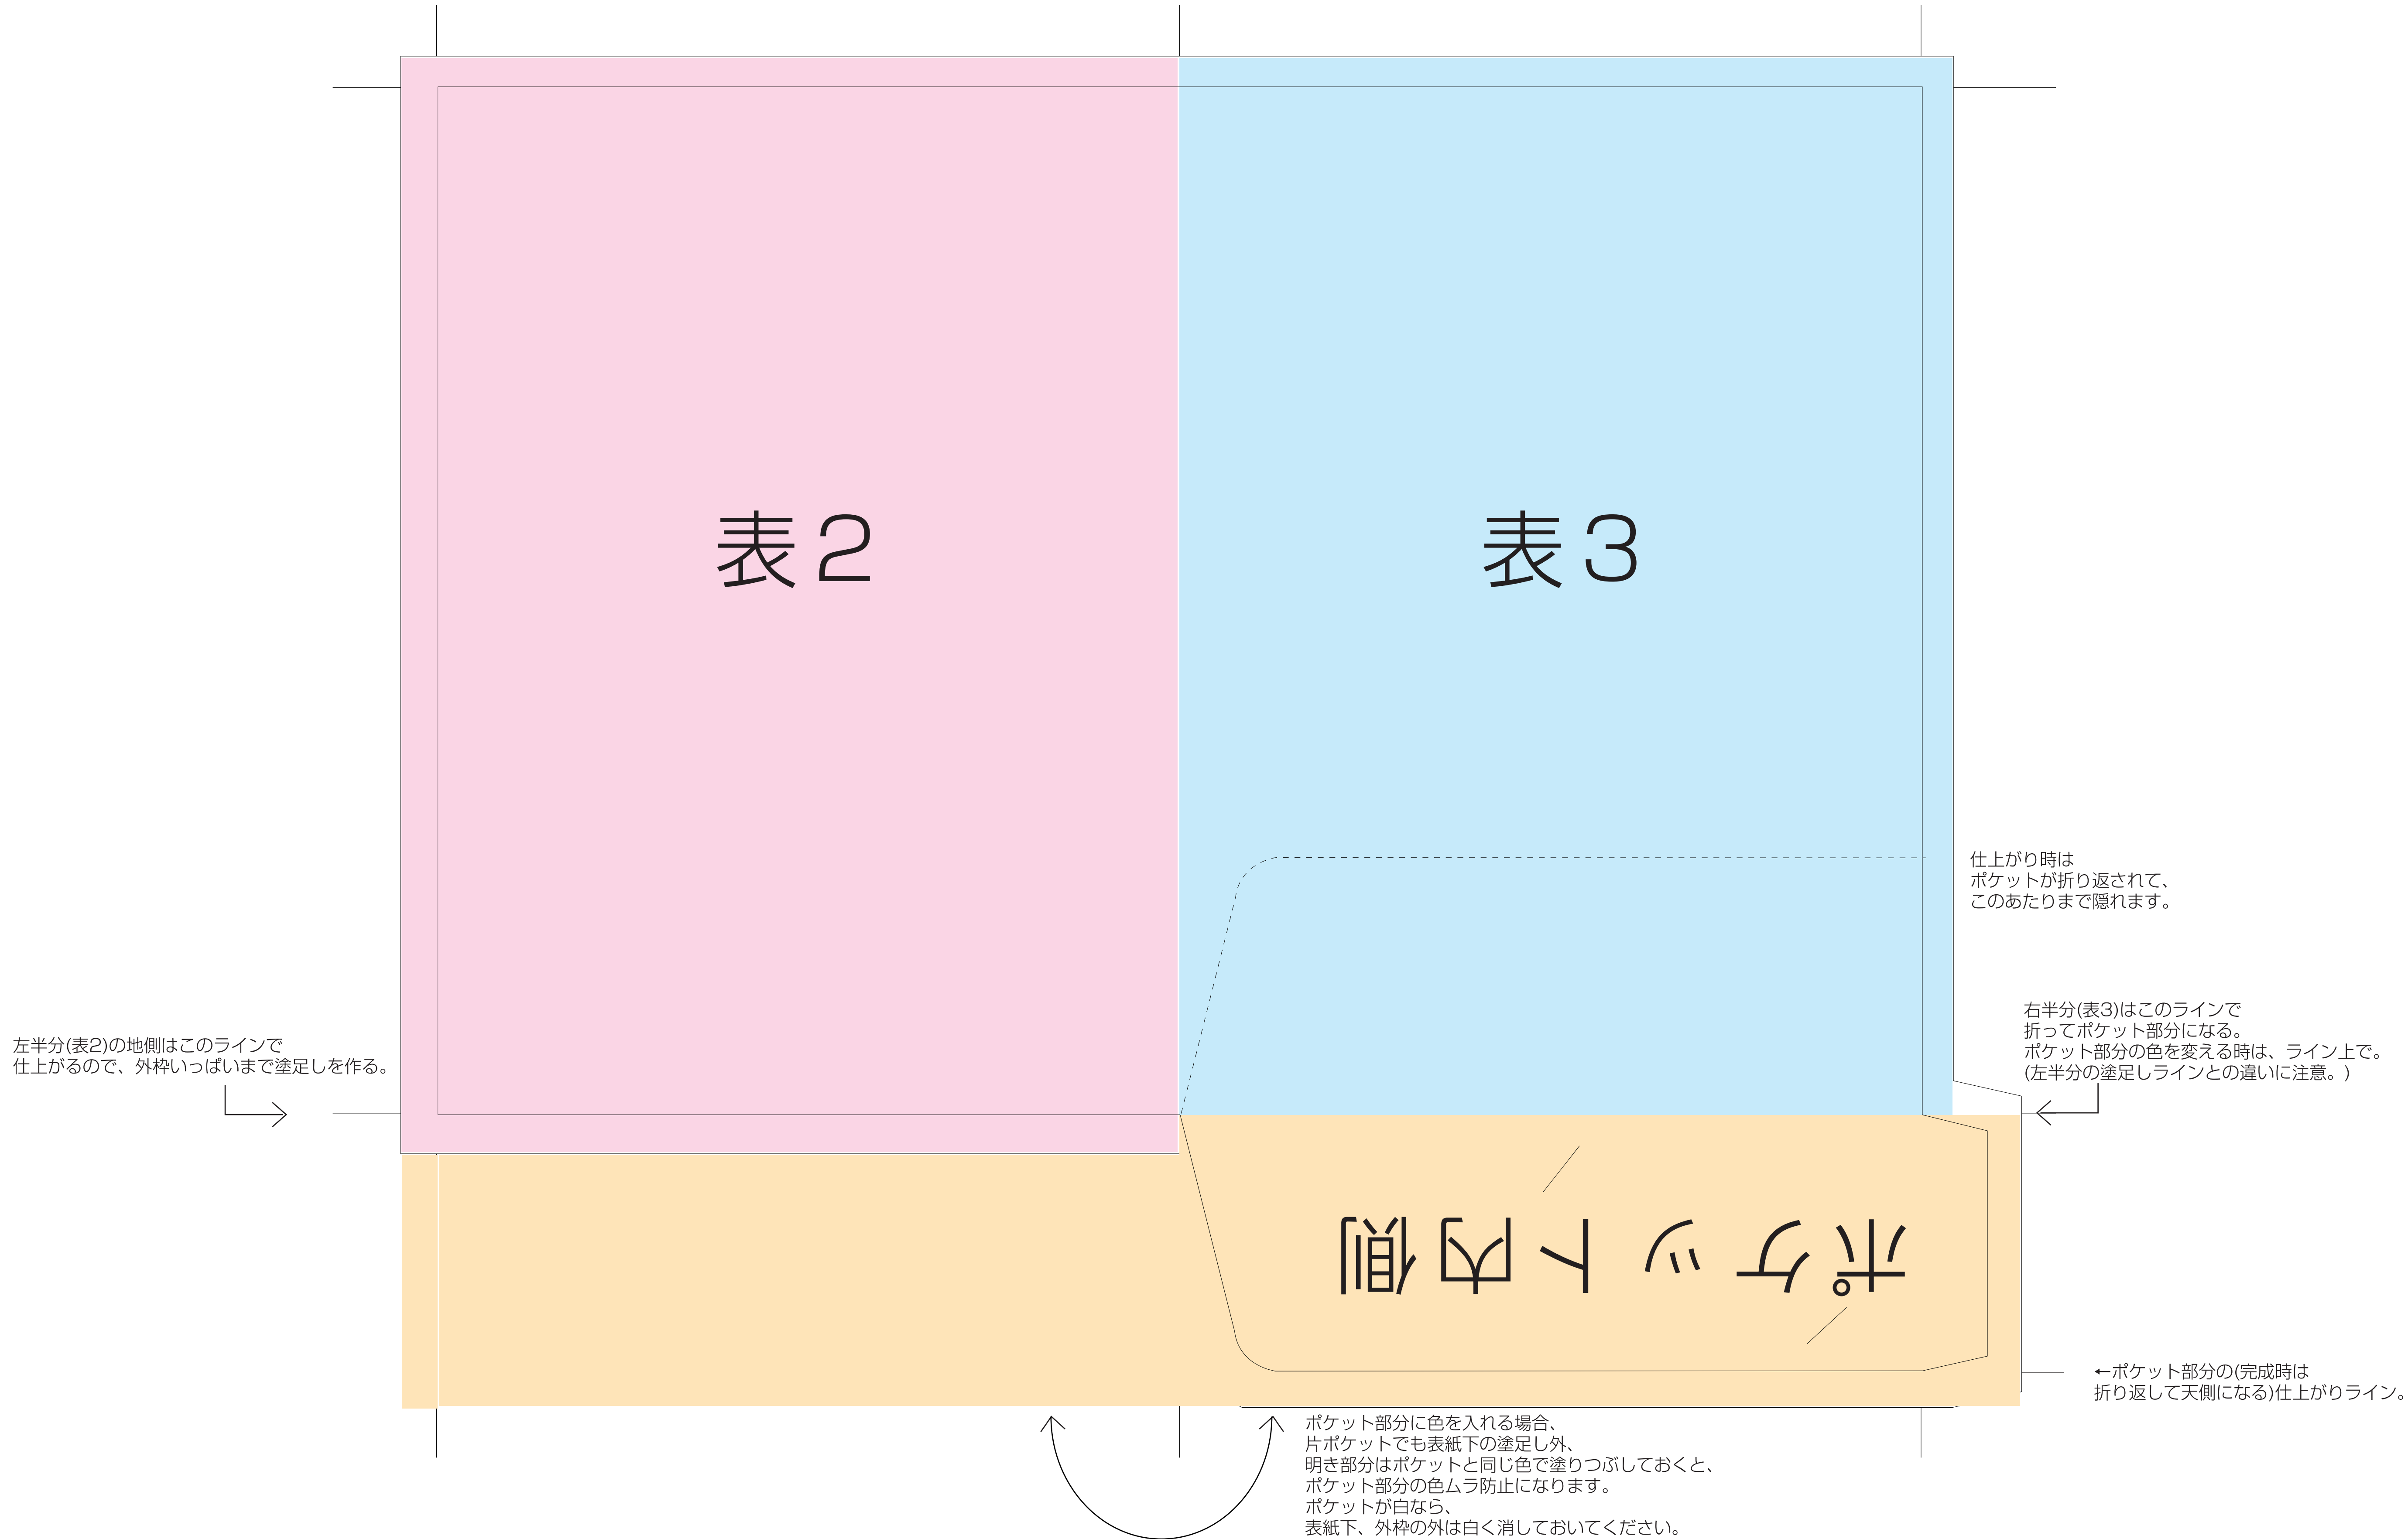 表2
表3
仕上がり時は
ポケットが折り返されて、
このあたりまで隠れます。
左半分(表2)の地側はこのラインで
仕上がるので、外枠いっぱいまで塗足しを作る。
右半分(表3)はこのラインで
折ってポケット部分になる。
ポケット部分の色を変える時は、ライン上で。
(左半分の塗足しラインとの違いに注意。)
ポケット内側
←ポケット部分の(完成時は
折り返して天側になる)仕上がりライン。
ポケット部分に色を入れる場合、
片ポケットでも表紙下の塗足し外、
明き部分はポケットと同じ色で塗りつぶしておくと、
ポケット部分の色ムラ防止になります。
ポケットが白なら、
表紙下、外枠の外は白く消しておいてください。